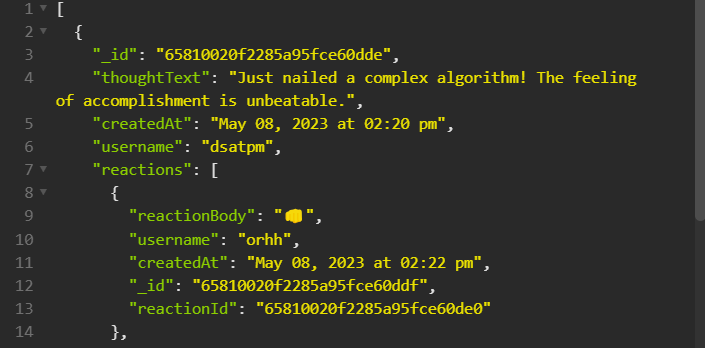 1 [
2 {
3 "_id": "65810020f2285a95fce60dde",
4 "thoughtText": "Just nailed a complex algorithm! The feeling
of accomplishment is unbeatable.",
5 "createdAt": "May 08, 2023 at 02:20 pm",
6 "username": "dsatpm",
7 "reactions": [
8 {
9 "reactionBody": "👊",
10 "username": "orhh",
11 "createdAt": "May 08, 2023 at 02:22 pm",
12 "_id": "65810020f2285a95fce60ddf",
13 "reactionId": "65810020f2285a95fce60de0"
14 },